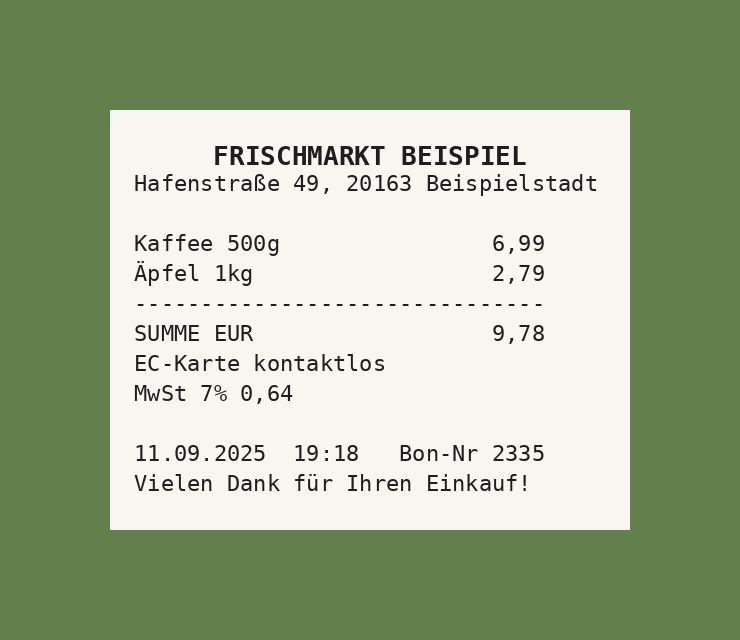 FRISCHMARKT BEISPIEL
Hafenstraße 49, 20163 Beispielstadt
Kaffee 500g 6,99
Äpfel 1kg 2,79
-------------------------------
SUMME EUR 9,78
EC-Karte kontaktlos
MwSt 7% 0,64
11.09.2025 19:18 Bon-Nr 2335
Vielen Dank für Ihren Einkauf!